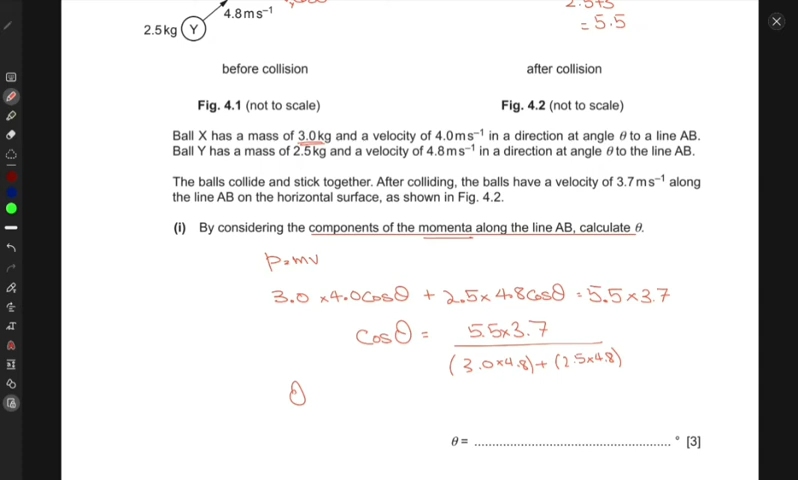 2.5+3
4.8 m s⁻¹
= 5.5
2.5 kg Y
before collision
after collision
Fig. 4.1 (not to scale)
Fig. 4.2 (not to scale)
Ball X has a mass of 3.0 kg and a velocity of 4.0 m s⁻¹ in a direction at angle θ to a line AB.
Ball Y has a mass of 2.5 kg and a velocity of 4.8 m s⁻¹ in a direction at angle θ to the line AB.
The balls collide and stick together. After colliding, the balls have a velocity of 3.7 m s⁻¹ along
the line AB on the horizontal surface, as shown in Fig. 4.2.
(i) By considering the components of the momenta along the line AB, calculate θ.
p=mv
3.0 ×4.0cosθ + 2.5×4.8cosθ = 5.5×3.7
cosθ = 5.5×3.7
(3.0×4.8)+(2.5×4.8)
θ
θ = .................................................... ° [3]